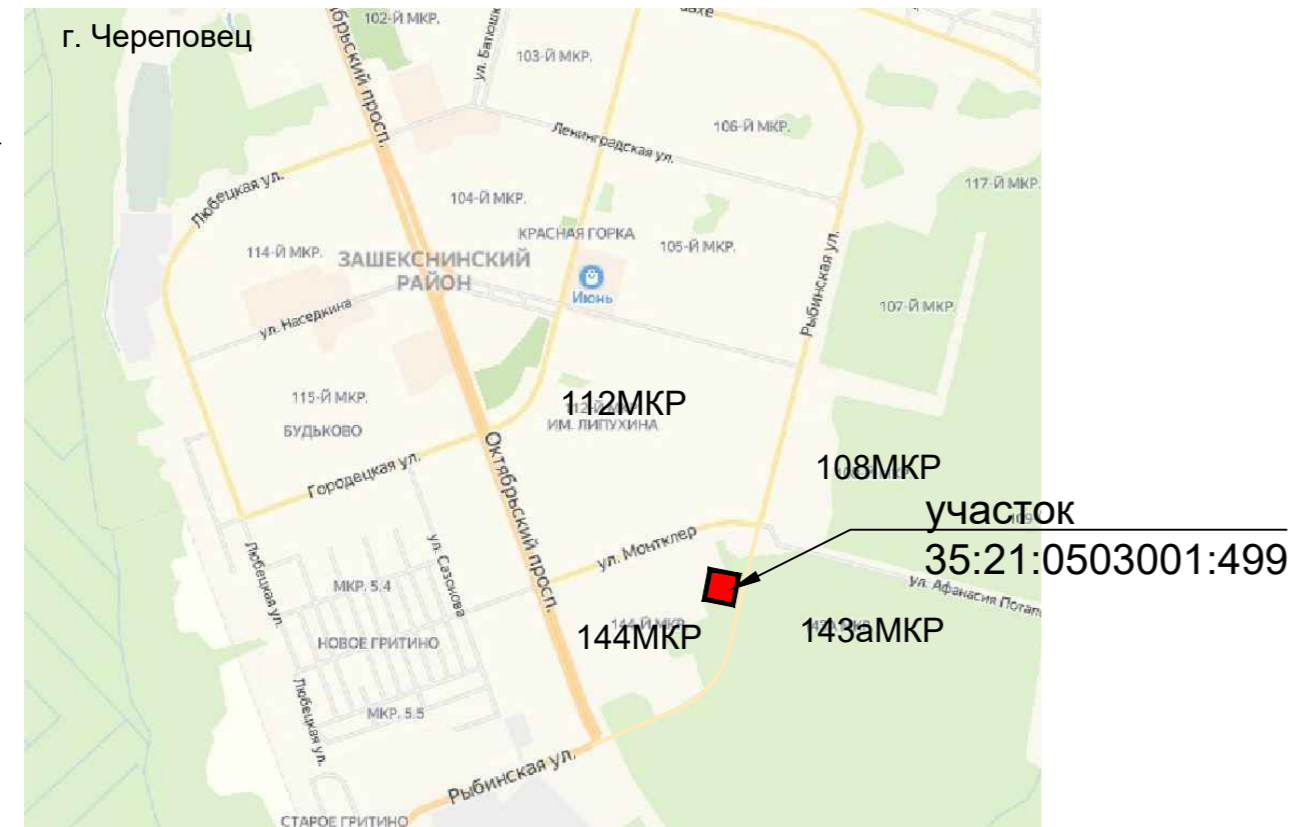 г. Череповец
102-Й МКР.
ул. Батюшк
103-Й МКР.
106-Й МКР.
Ленинградская ул.
117-Й МКР.
Любецкая ул.
104-Й МКР.
КРАСНАЯ ГОРКА
105-Й МКР.
114-Й МКР.
ЗАШЕКСНИНСКИЙ
РАЙОН
Июнь
Рыбинская ул.
107-Й МКР.
ул. Наседкина
115-Й МКР.
БУДЬКОВО
112МКР
ИМ. ЛИПУХИНА
Октябрьский просп.
Городецкая ул.
108МКР
участок
35:21:0503001:499
ул. Монтклер
ул. Сазонова
Любецкая ул.
МКР. 5.4
ул. Афанасия Потап
НОВОЕ ГРИТИНО
144МКР
143аМКР
Любецкая ул.
МКР. 5.5
Рыбинская ул.
СТАРОЕ ГРИТИНО